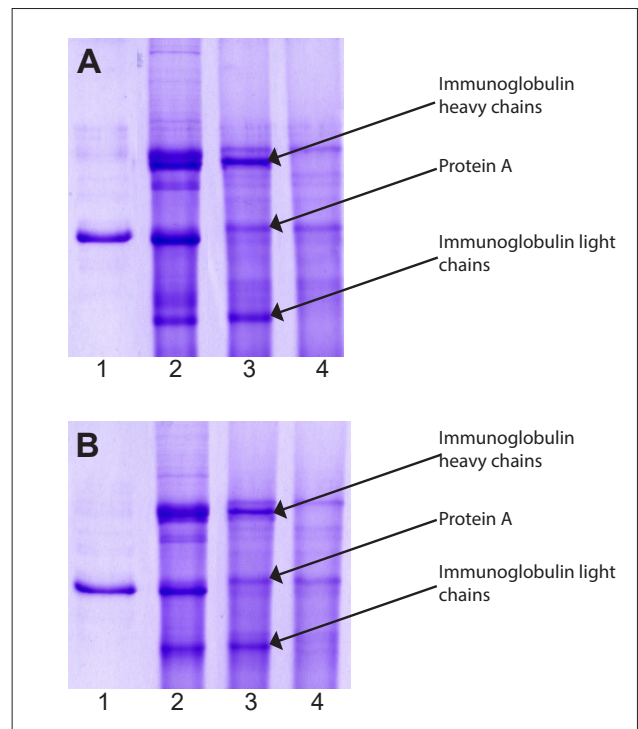 A
Immunoglobulin
heavy chains
Protein A
Immunoglobulin light
chains
1 2 3 4
B
Immunoglobulin
heavy chains
Protein A
Immunoglobulin light
chains
1 2 3 4